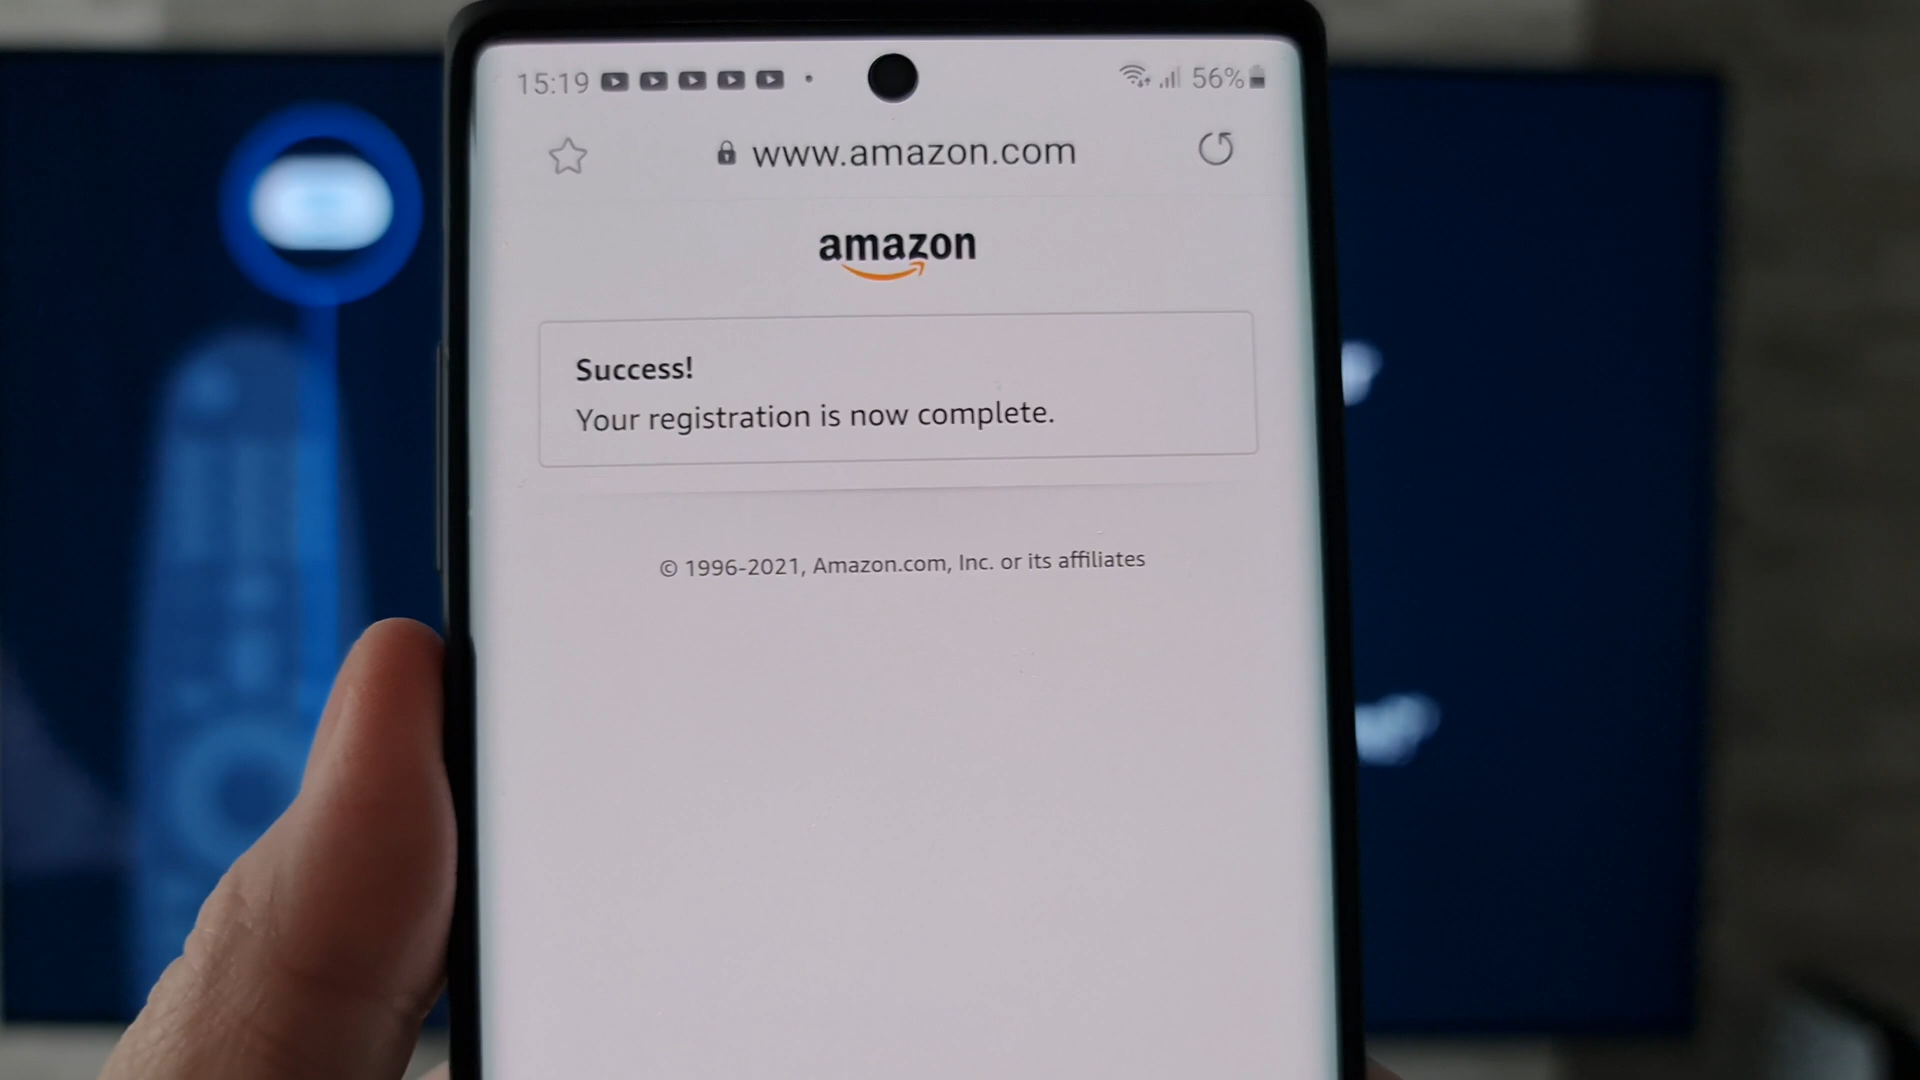 15:19
56%
www.amazon.com
amazon
Success!
Your registration is now complete.
© 1996-2021, Amazon.com, Inc. or its affiliates